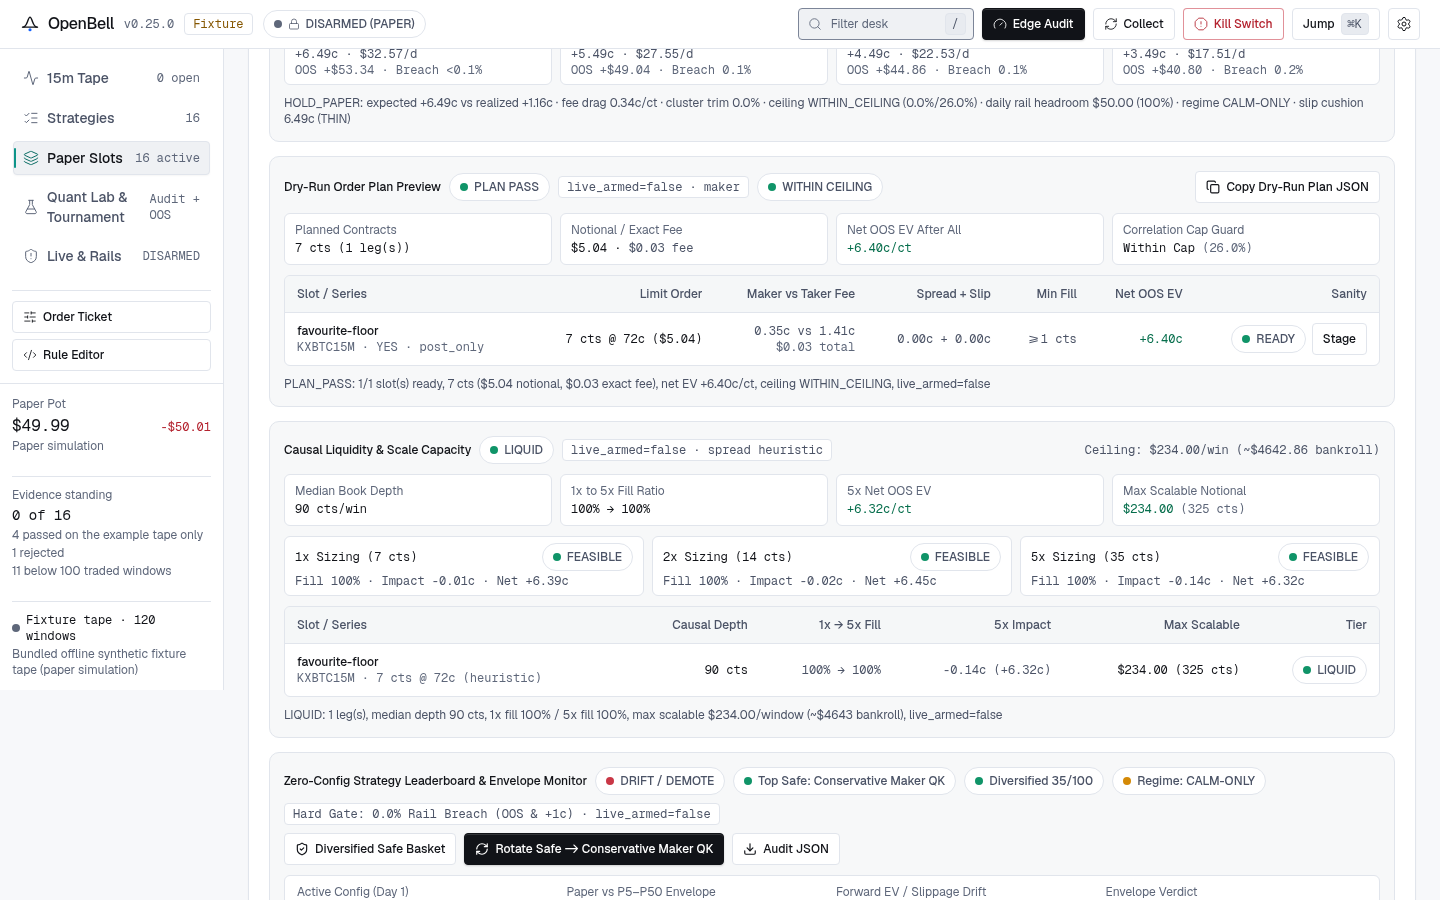 OpenBell v0.25.0 Fixture DISARMED (PAPER) Filter desk / Edge Audit Collect Kill Switch Jump ⌘K
15m Tape 0 open
Strategies 16
Paper Slots 16 active
Quant Lab & Tournament Audit + OOS
Live & Rails DISARMED
Order Ticket
Rule Editor
Paper Pot
$49.99 -$50.01
Paper simulation
Evidence standing
0 of 16
4 passed on the example tape only
1 rejected
11 below 100 traded windows
Fixture tape · 120
windows
Bundled offline synthetic fixture
tape (paper simulation)
+6.49c · $32.57/d +5.49c · $27.55/d +4.49c · $22.53/d +3.49c · $17.51/d
OOS +$53.34 · Breach <0.1% OOS +$49.04 · Breach 0.1% OOS +$44.86 · Breach 0.1% OOS +$40.80 · Breach 0.2%
HOLD_PAPER: expected +6.49c vs realized +1.16c · fee drag 0.34c/ct · cluster trim 0.0% · ceiling WITHIN_CEILING (0.0%/26.0%) · daily rail headroom $50.00 (100%) · regime CALM-ONLY · slip cushion
6.49c (THIN)
Dry-Run Order Plan Preview PLAN PASS live_armed=false · maker WITHIN CEILING Copy Dry-Run Plan JSON
Planned Contracts Notional / Exact Fee Net OOS EV After All Correlation Cap Guard
7 cts (1 leg(s)) $5.04 · $0.03 fee +6.40c/ct Within Cap (26.0%)
Slot / Series Limit Order Maker vs Taker Fee Spread + Slip Min Fill Net OOS EV Sanity
favourite-floor 7 cts @ 72c ($5.04) 0.35c vs 1.41c 0.00c + 0.00c ≥1 cts +6.40c READY Stage
KXBTC15M · YES · post_only $0.03 total
PLAN_PASS: 1/1 slot(s) ready, 7 cts ($5.04 notional, $0.03 exact fee), net EV +6.40c/ct, ceiling WITHIN_CEILING, live_armed=false
Causal Liquidity & Scale Capacity LIQUID live_armed=false · spread heuristic Ceiling: $234.00/win (~$4642.86 bankroll)
Median Book Depth 1x to 5x Fill Ratio 5x Net OOS EV Max Scalable Notional
90 cts/win 100% → 100% +6.32c/ct $234.00 (325 cts)
1x Sizing (7 cts) FEASIBLE 2x Sizing (14 cts) FEASIBLE 5x Sizing (35 cts) FEASIBLE
Fill 100% · Impact -0.01c · Net +6.39c Fill 100% · Impact -0.02c · Net +6.45c Fill 100% · Impact -0.14c · Net +6.32c
Slot / Series Causal Depth 1x → 5x Fill 5x Impact Max Scalable Tier
favourite-floor 90 cts 100% → 100% -0.14c (+6.32c) $234.00 (325 cts) LIQUID
KXBTC15M · 7 cts @ 72c (heuristic)
LIQUID: 1 leg(s), median depth 90 cts, 1x fill 100% / 5x fill 100%, max scalable $234.00/window (~$4643 bankroll), live_armed=false
Zero-Config Strategy Leaderboard & Envelope Monitor DRIFT / DEMOTE Top Safe: Conservative Maker QK Diversified 35/100 Regime: CALM-ONLY
Hard Gate: 0.0% Rail Breach (OOS & +1c) · live_armed=false
Diversified Safe Basket Rotate Safe → Conservative Maker QK Audit JSON
Active Config (Day 1) Paper vs P5–P50 Envelope Forward EV / Slippage Drift Envelope Verdict